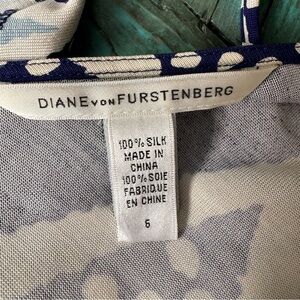 DIANE VON FURSTENBERG
100% SILK
MADE IN
CHINA
100% SOIE
FABRIQUE
EN CHINE
6